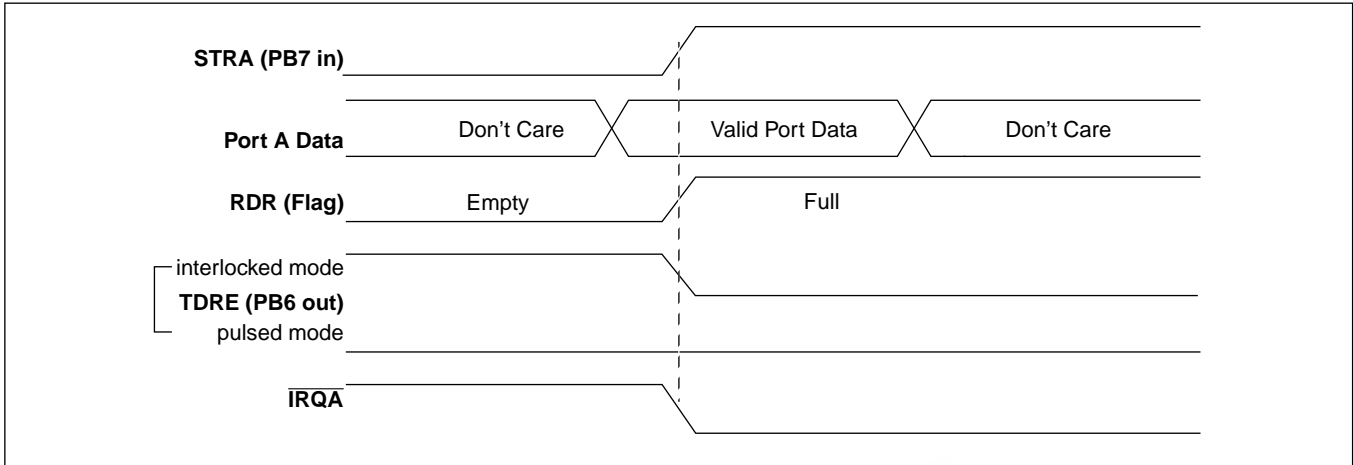 STRA (PB7 in)
Port A Data
Don't Care
Valid Port Data
Don't Care
RDR (Flag)
Empty
Full
interlocked mode
TDRE (PB6 out)
pulsed mode
IRQA